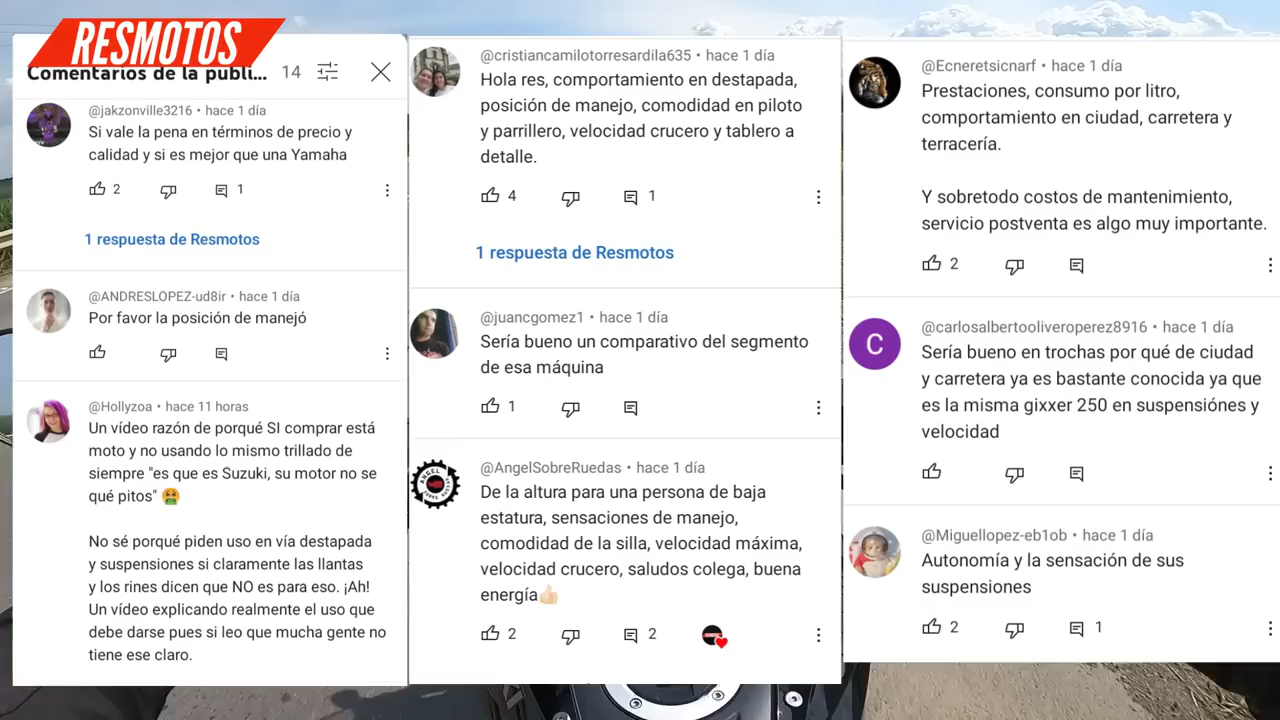 RESMOTOS
Comentarios de la publi... 14
@jakzonville3216 • hace 1 día
Si vale la pena en términos de precio y
calidad y si es mejor que una Yamaha
2 1
1 respuesta de Resmotos
@ANDRESLOPEZ-ud8ir • hace 1 día
Por favor la posición de manejó
@Hollyzoa • hace 11 horas
Un vídeo razón de porqué SI comprar está
moto y no usando lo mismo trillado de
siempre "es que es Suzuki, su motor no se
qué pitos" 🤮
No sé porqué piden uso en vía destapada
y suspensiones si claramente las llantas
y los rines dicen que NO es para eso. ¡Ah!
Un vídeo explicando realmente el uso que
debe darse pues si leo que mucha gente no
tiene ese claro.
@cristiancamilotorresardila635 • hace 1 día
Hola res, comportamiento en destapada,
posición de manejo, comodidad en piloto
y parrillero, velocidad crucero y tablero a
detalle.
4 1
1 respuesta de Resmotos
@juancgomez1 • hace 1 día
Sería bueno un comparativo del segmento
de esa máquina
1
@AngelSobreRuedas • hace 1 día
De la altura para una persona de baja
estatura, sensaciones de manejo,
comodidad de la silla, velocidad máxima,
velocidad crucero, saludos colega, buena
energía👍🏻
2 2
@Ecneretsicnarf • hace 1 día
Prestaciones, consumo por litro,
comportamiento en ciudad, carretera y
terracería.
Y sobretodo costos de mantenimiento,
servicio postventa es algo muy importante.
2
C
@carlosalbertooliveroperez8916 • hace 1 día
Sería bueno en trochas por qué de ciudad
y carretera ya es bastante conocida ya que
es la misma gixxer 250 en suspensiónes y
velocidad
@Miguellopez-eb1ob • hace 1 día
Autonomía y la sensación de sus
suspensiones
2 1